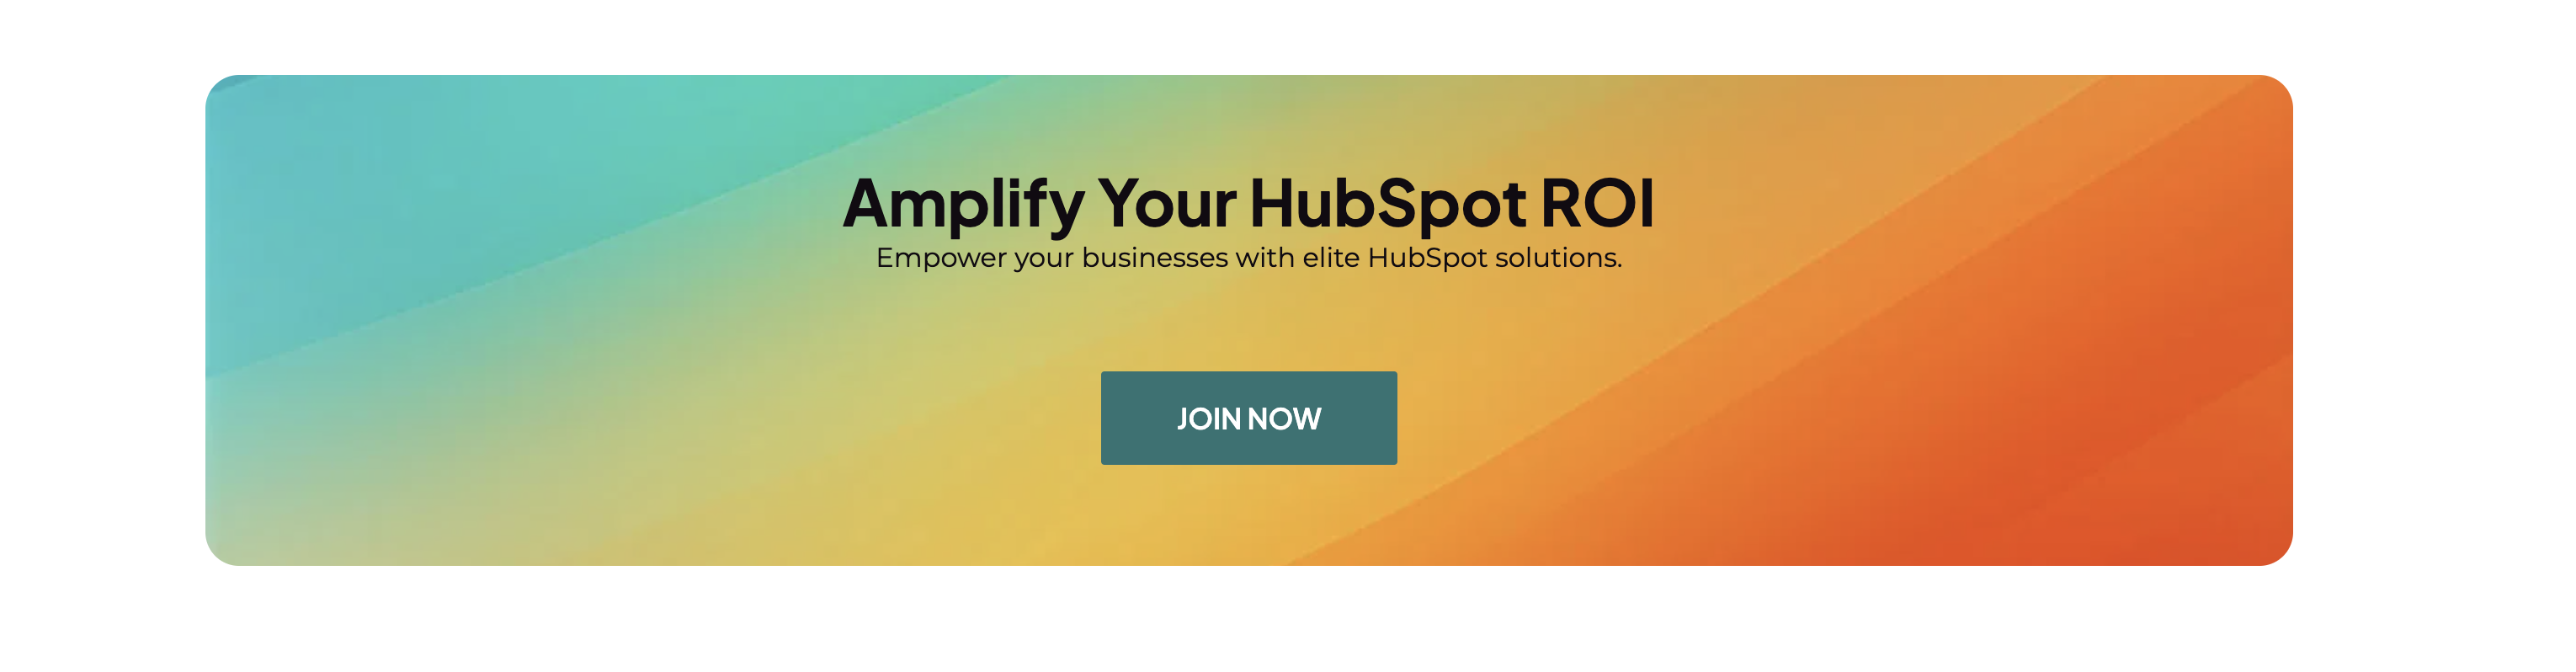 Amplify Your HubSpot ROI
Empower your businesses with elite HubSpot solutions.
JOIN NOW